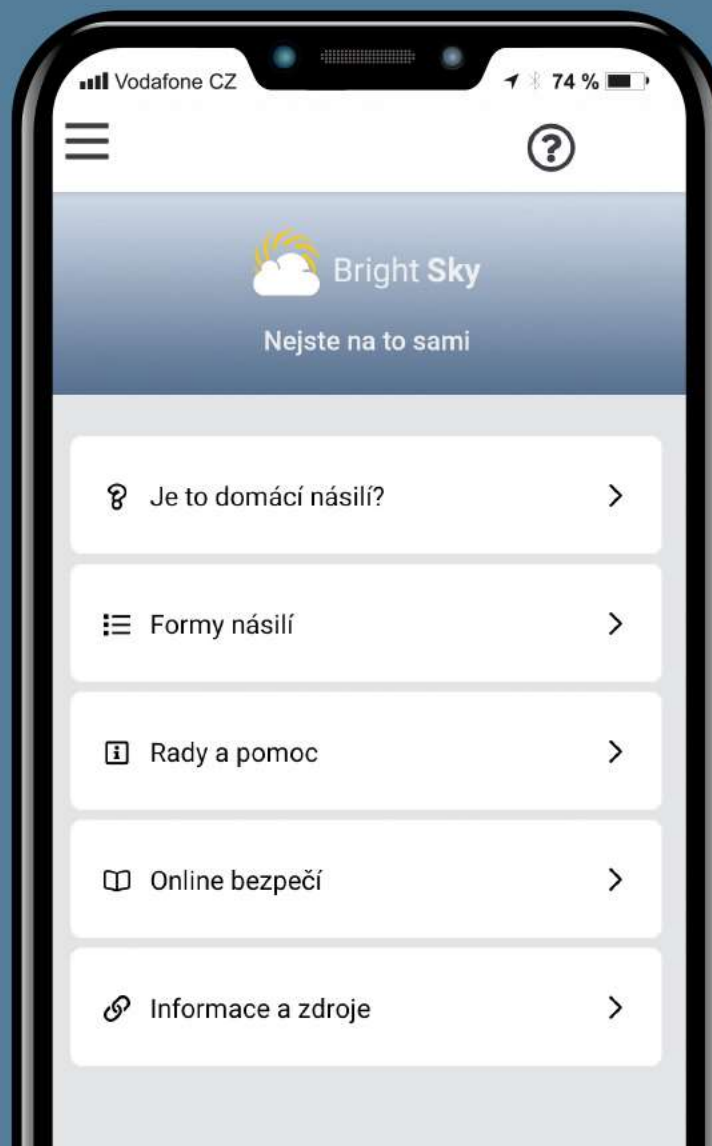 Vodafone CZ
74 %
Bright Sky
Nejste na to sami
Je to domácí násilí?
Formy násilí
Rady a pomoc
Online bezpečí
Informace a zdroje